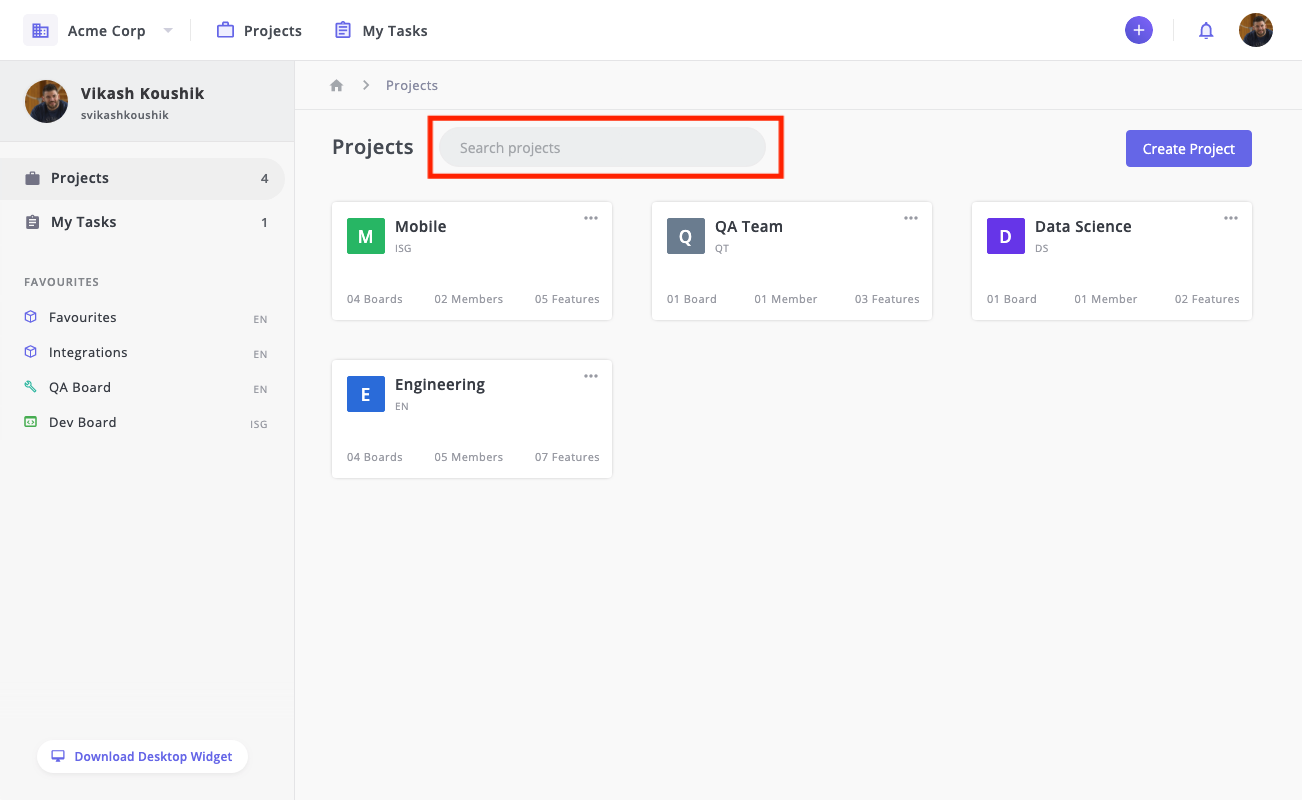 Acme Corp
Projects
My Tasks
Vikash Koushik
svikashkoushik
Projects 4
My Tasks 1
FAVOURITES
Favourites EN
Integrations EN
QA Board EN
Dev Board ISG
Download Desktop Widget
Projects
Projects
Search projects
Create Project
M
Mobile
ISG
04 Boards 02 Members 05 Features
Q
QA Team
QT
01 Board 01 Member 03 Features
D
Data Science
DS
01 Board 01 Member 02 Features
E
Engineering
EN
04 Boards 05 Members 07 Features